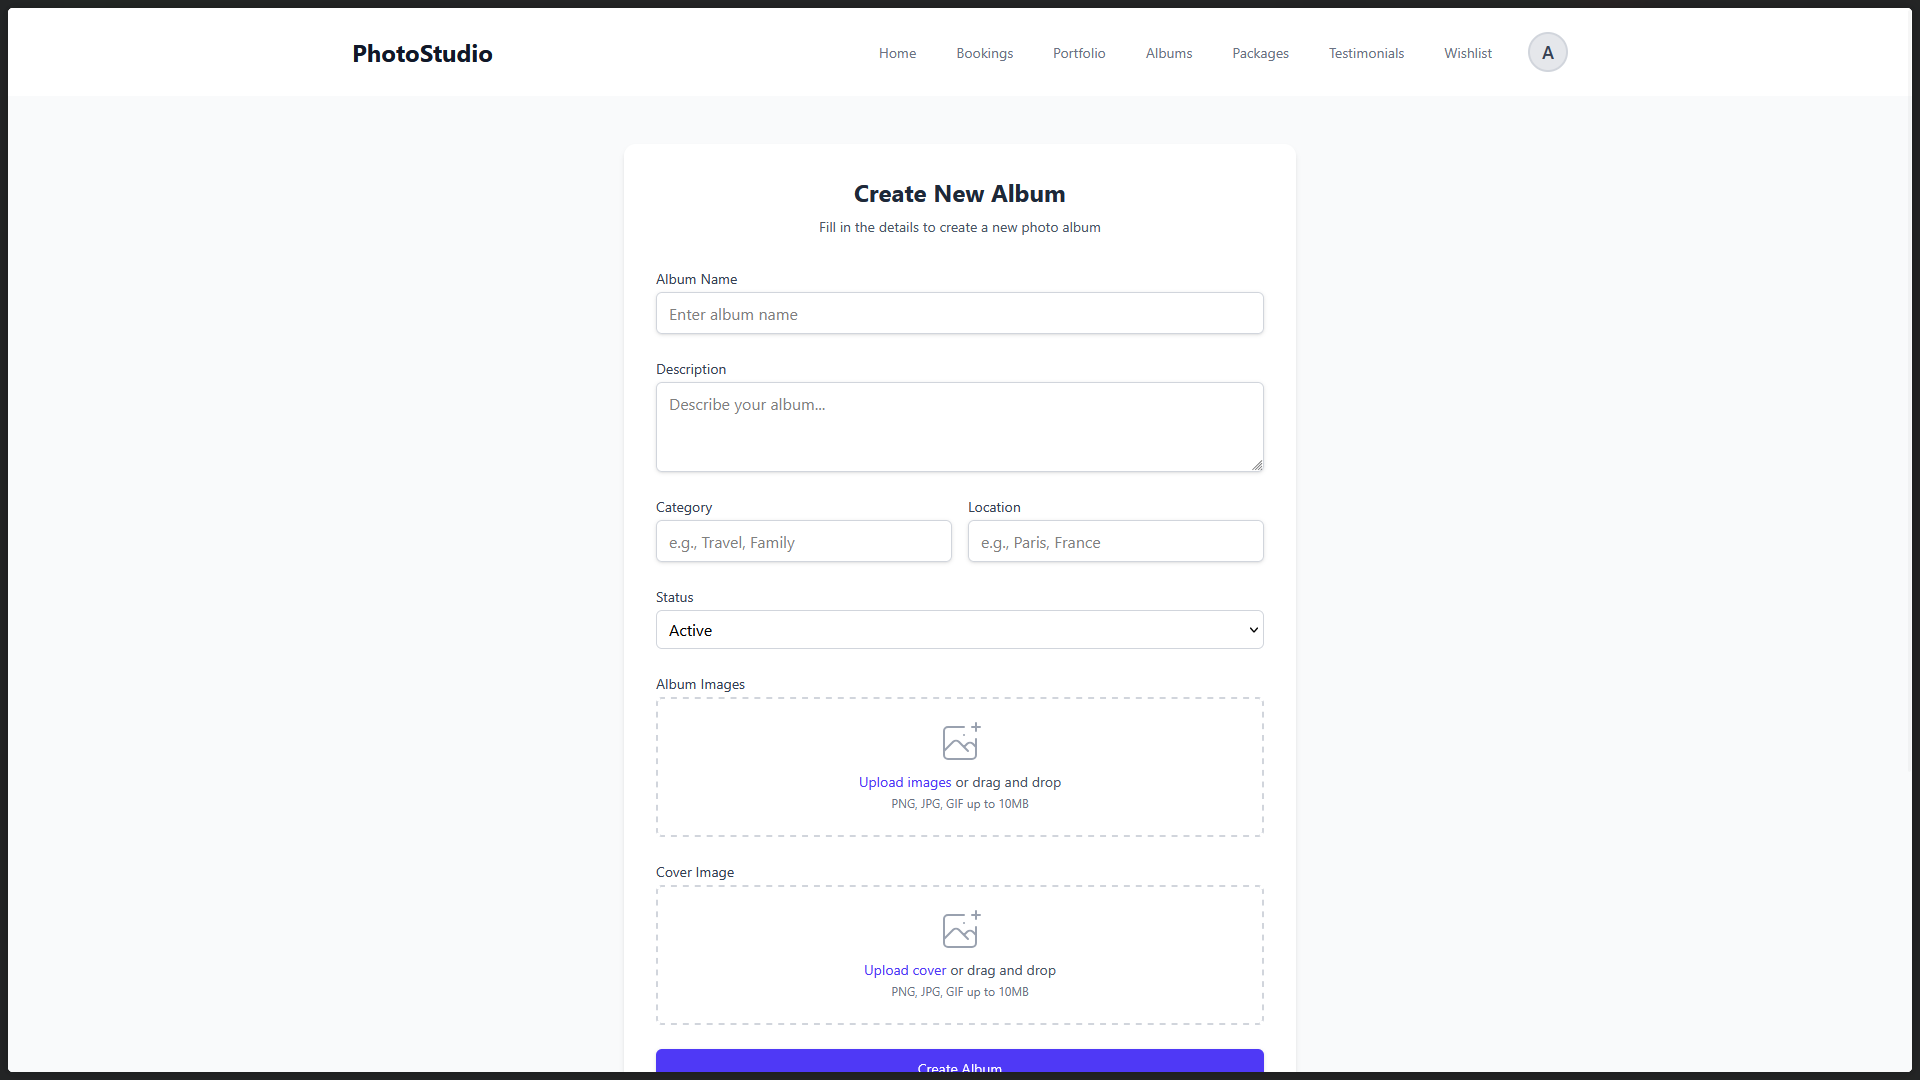 PhotoStudio
Home Bookings Portfolio Albums Packages Testimonials Wishlist A
Create New Album
Fill in the details to create a new photo album
Album Name
Enter album name
Description
Describe your album...
Category Location
e.g., Travel, Family e.g., Paris, France
Status
Active
Album Images
Upload images or drag and drop
PNG, JPG, GIF up to 10MB
Cover Image
Upload cover or drag and drop
PNG, JPG, GIF up to 10MB
Create Album